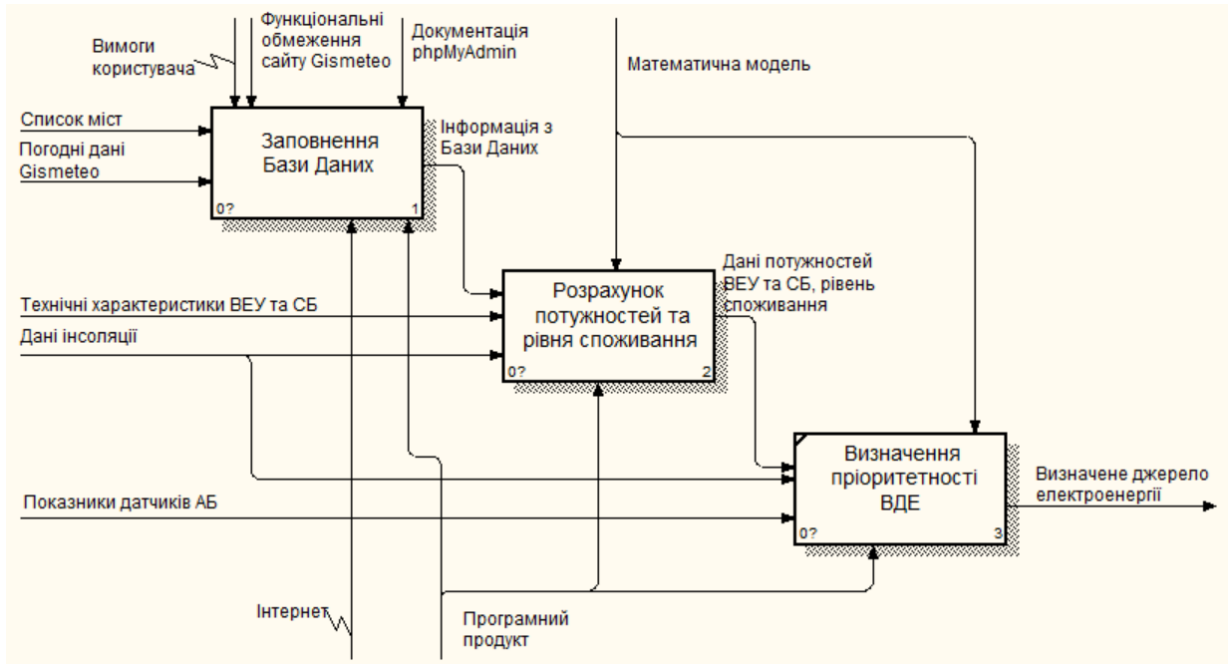 Вимоги
користувача
Функціональні
обмеження
сайту Gismeteo
Документація
phpMyAdmin
Математична модель
Список міст
Погодні дані
Gismeteo
Заповнення
Бази Даних
0?
1
Інформація з
Бази Даних
Технічні характеристики ВЕУ та СБ
Дані інсоляції
Розрахунок
потужностей та
рівня споживання
0?
2
Дані потужностей
ВЕУ та СБ, рівень
споживання
Показники датчиків АБ
Визначення
пріоритетності
ВДЕ
0?
3
Визначене джерело
електроенергії
Інтернет
Програмний
продукт